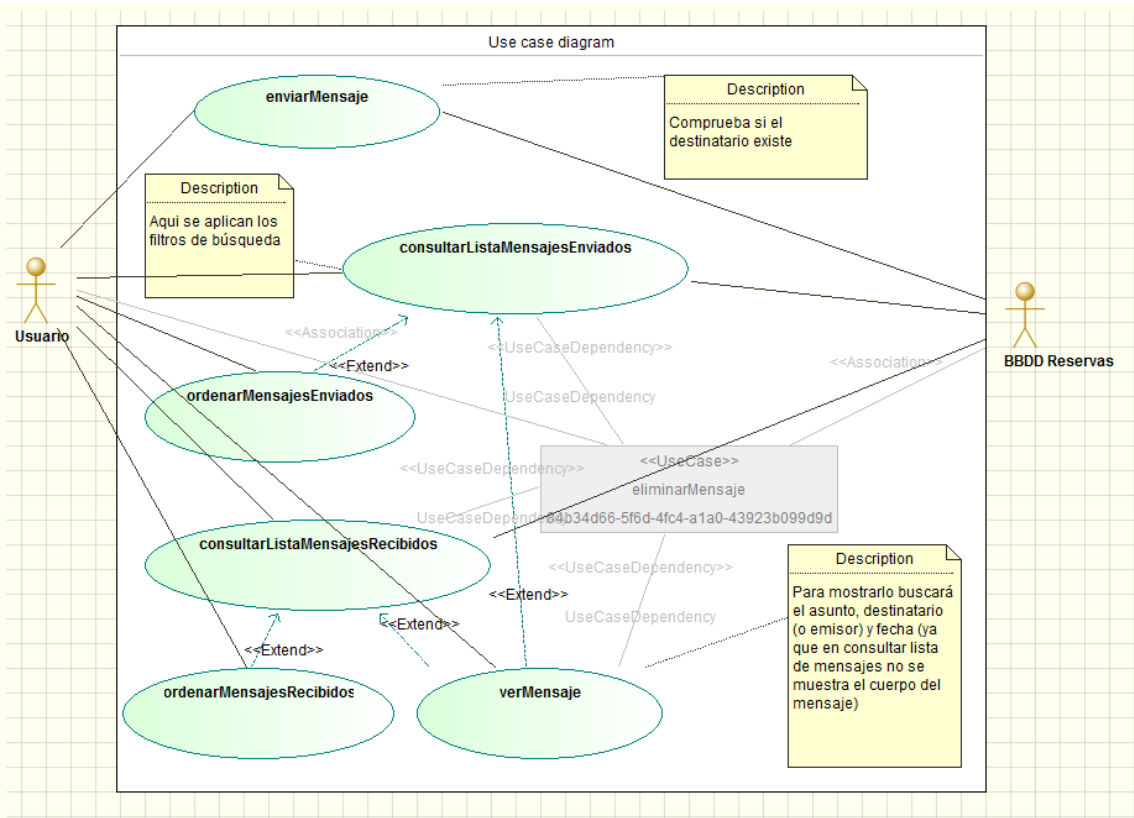 Use case diagram
enviarMensaje
Description
Comprueba si el
destinatario existe
Description
Aqui se aplican los
filtros de búsqueda
consultarListaMensajesEnviados
Usuario
BBDD Reservas
<<Association>>
<<UseCaseDependency>>
<<Extend>>
<<Association>>
ordenarMensajesEnviados
UseCaseDependency
<<UseCaseDependency>>
<<UseCase>>
eliminarMensaje
84b34d66-5f6d-4fc4-a1a0-43923b099d9d
UseCaseDependency
consultarListaMensajesRecibidos
<<UseCaseDependency>>
<<Extend>>
UseCaseDependency
<<Extend>>
<<Extend>>
Description
Para mostrarlo buscará
el asunto, destinatario
(o emisor) y fecha (ya
que en consultar lista
de mensajes no se
muestra el cuerpo del
mensaje)
ordenarMensajesRecibidos
verMensaje